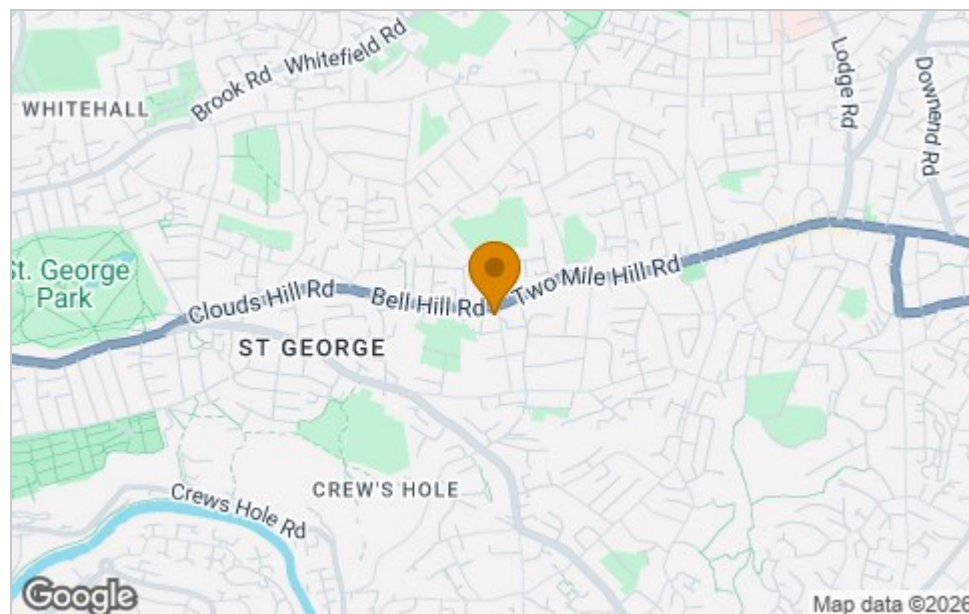 Brook Rd
Whitefield Rd
WHITEHALL
Lodge Rd
Downend Rd
St. George
Park
Clouds Hill Rd
Bell Hill Rd
Two Mile Hill Rd
ST GEORGE
CREW'S HOLE
Crews Hole Rd
Google
Map data ©2026